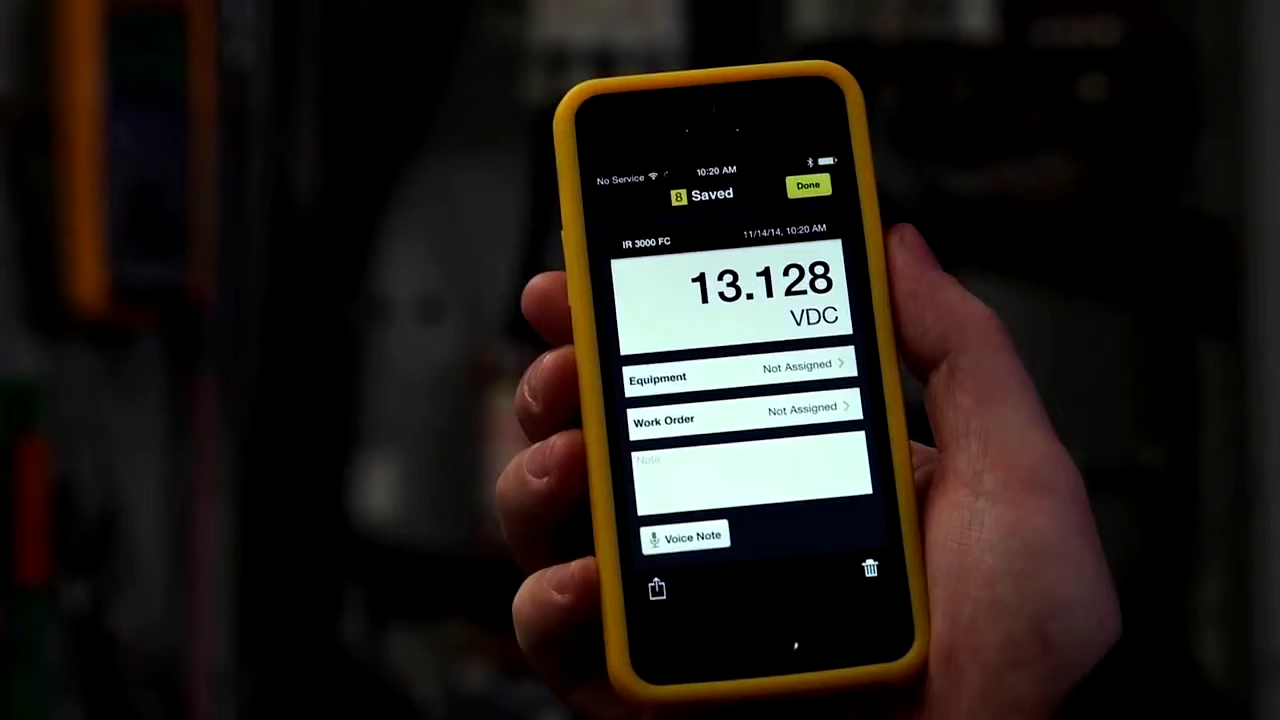 No Service 10:20 AM
8 Saved Done
IR 3000 FC 11/14/14, 10:20 AM
13.128
VDC
Equipment Not Assigned
Work Order Not Assigned
Note
Voice Note